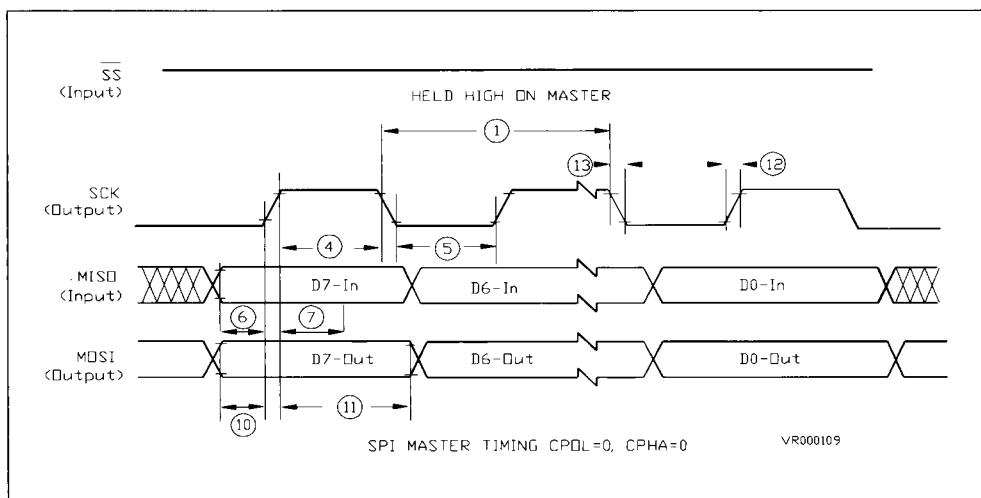 SS
(Input)
HELD HIGH ON MASTER
1
13
12
SCK
(Output)
4
5
MISO
(Input)
D7-In
D6-In
D0-In
6
7
MOSI
(Output)
D7-Out
D6-Out
D0-Out
10
11
SPI MASTER TIMING CPOL=0, CPHA=0
VR000109